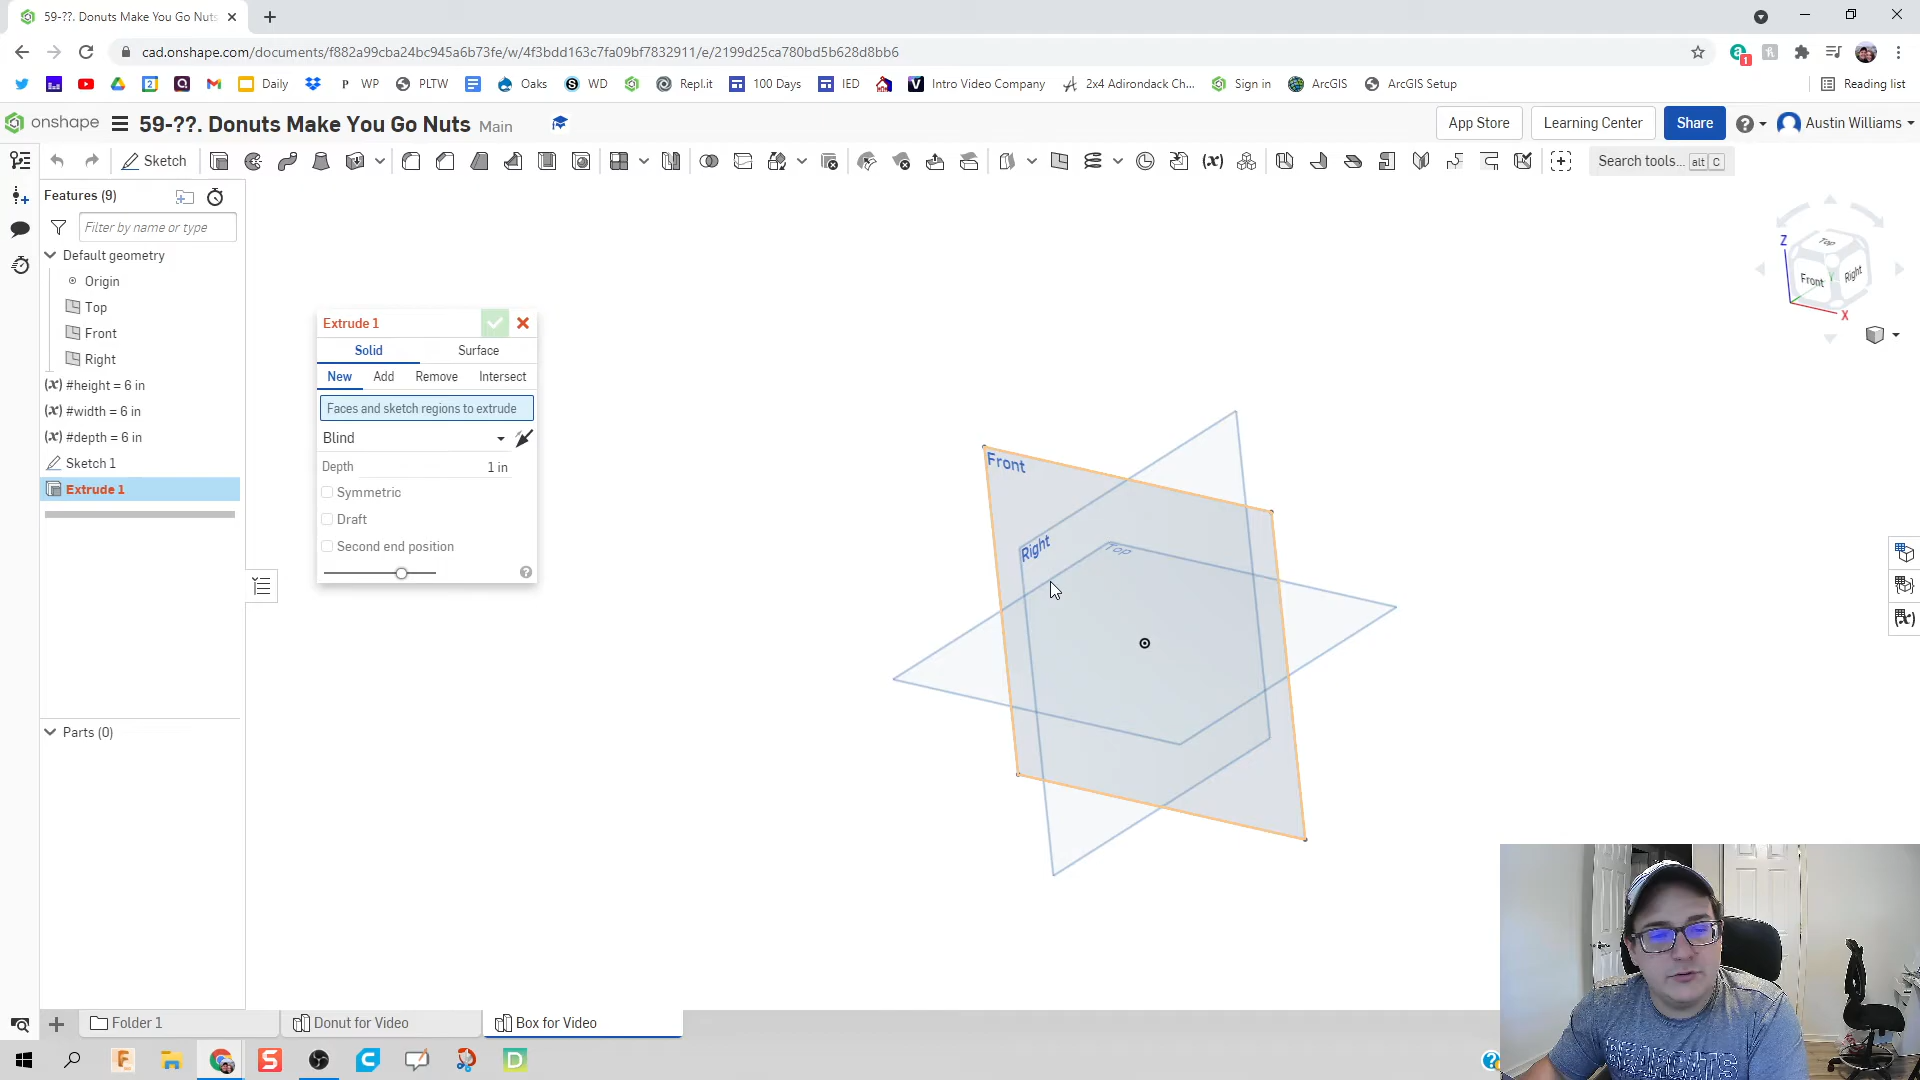 59-??. Donuts Make You Go Nuts
cad.onshape.com/documents/f882a99cba24bc945a6b73fe/w/4f3bdd163c7fa09bf7832911/e/2199d25ca780bd5b628d8bb6
1
Daily WP PLTW Oaks WD Repl.it 100 Days IED Intro Video Company 2x4 Adirondack Ch... Sign in ArcGIS ArcGIS Setup Reading list
onshape 59-??. Donuts Make You Go Nuts Main App Store Learning Center Share Austin Williams
Sketch Search tools... alt C
Features (9)
Filter by name or type
Default geometry
Origin
Top
Front
Right
(x) #height = 6 in
(x) #width = 6 in
(x) #depth = 6 in
Sketch 1
Extrude 1
Parts (0)
Extrude 1
Solid Surface
New Add Remove Intersect
Faces and sketch regions to extrude
Blind
Depth 1 in
Symmetric
Draft
Second end position
Front
Right
Top
Z
Top
Front Right
X
Folder 1 Donut for Video Box for Video
BEARCATS